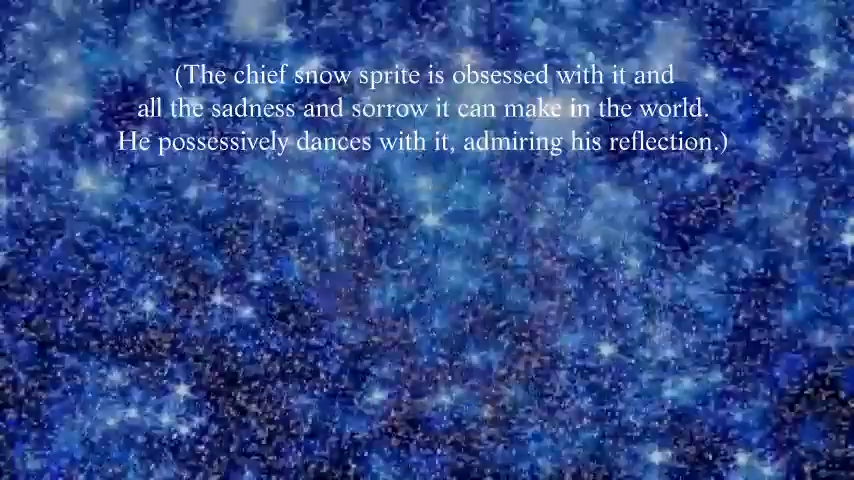 (The chief snow sprite is obsessed with it and
all the sadness and sorrow it can make in the world.
He possessively dances with it, admiring his reflection.)